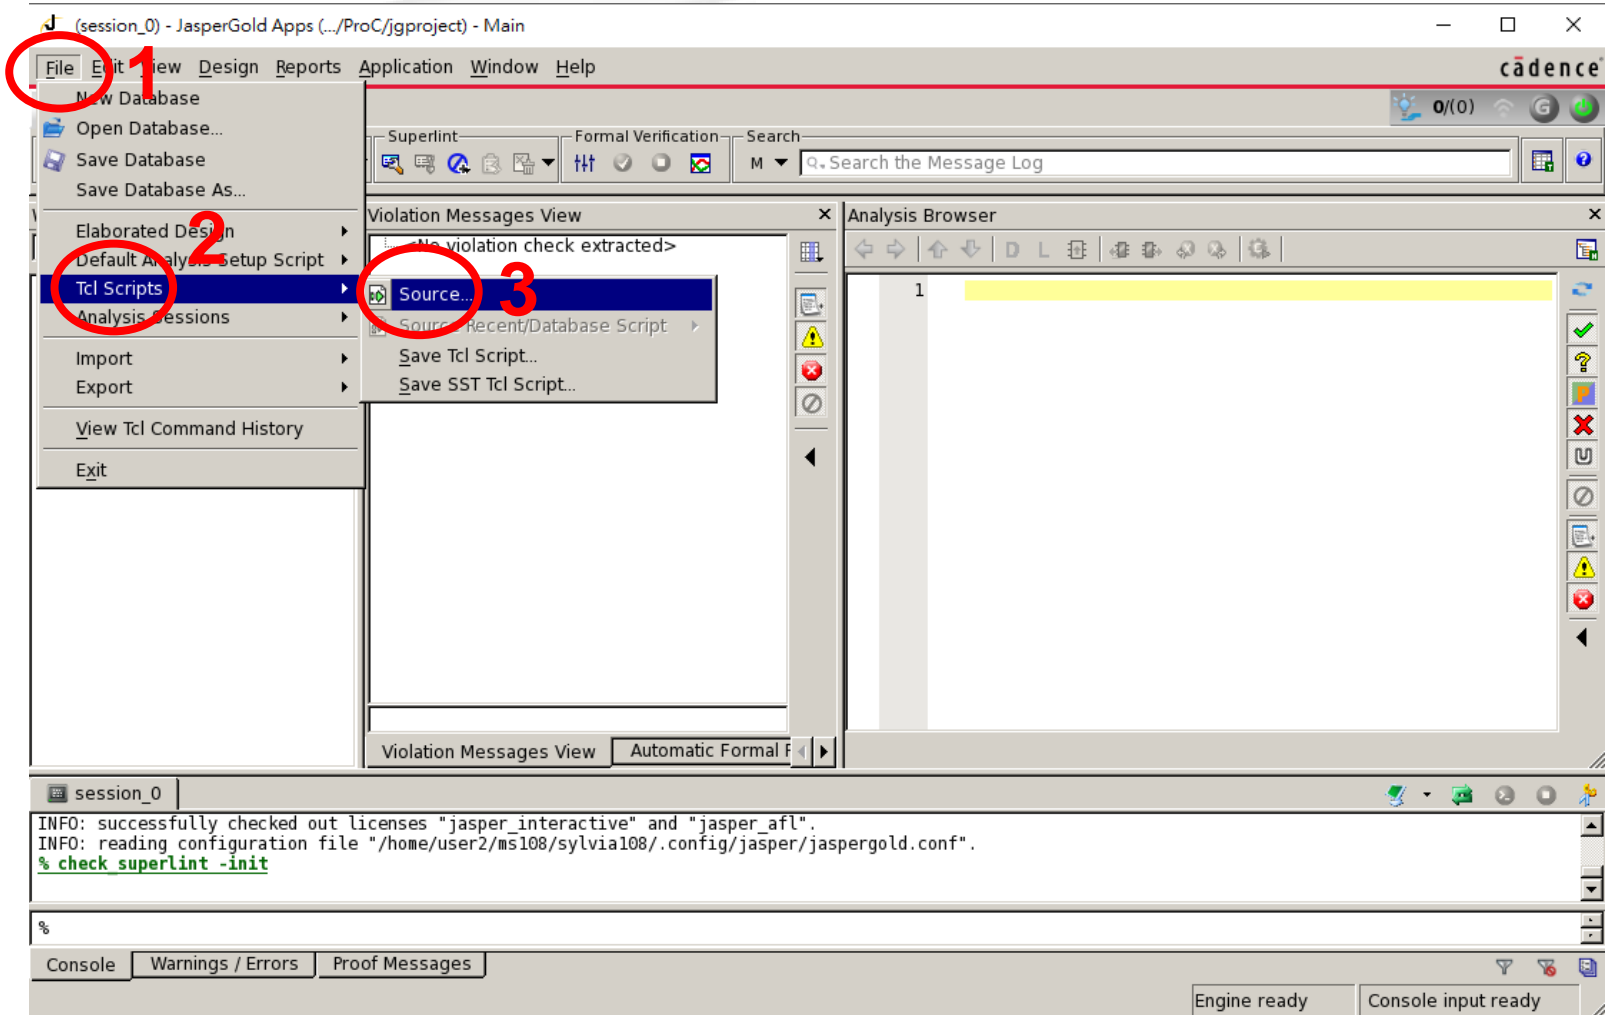 (session_0) - JasperGold Apps (.../ProC/jgproject) - Main
File Edit View Design Reports Application Window Help
cādence
1
New Database
Open Database...
Save Database
Save Database As...
Elaborated Design
2
Default Analysis Setup Script
Tcl Scripts
Analysis Sessions
Import
Export
View Tcl Command History
Exit
0/(0)
G
Superlint
Formal Verification
Search
M
Search the Message Log
Violation Messages View
<No violation check extracted>
Source...
3
Source Recent/Database Script
Save Tcl Script...
Save SST Tcl Script...
Analysis Browser
D L
1
Violation Messages View
Automatic Formal
session_0
INFO: successfully checked out licenses "jasper_interactive" and "jasper_afl".
INFO: reading configuration file "/home/user2/ms108/sylvia108/.config/jasper/jaspergold.conf".
% check_superlint -init
%
Console
Warnings / Errors
Proof Messages
Engine ready
Console input ready